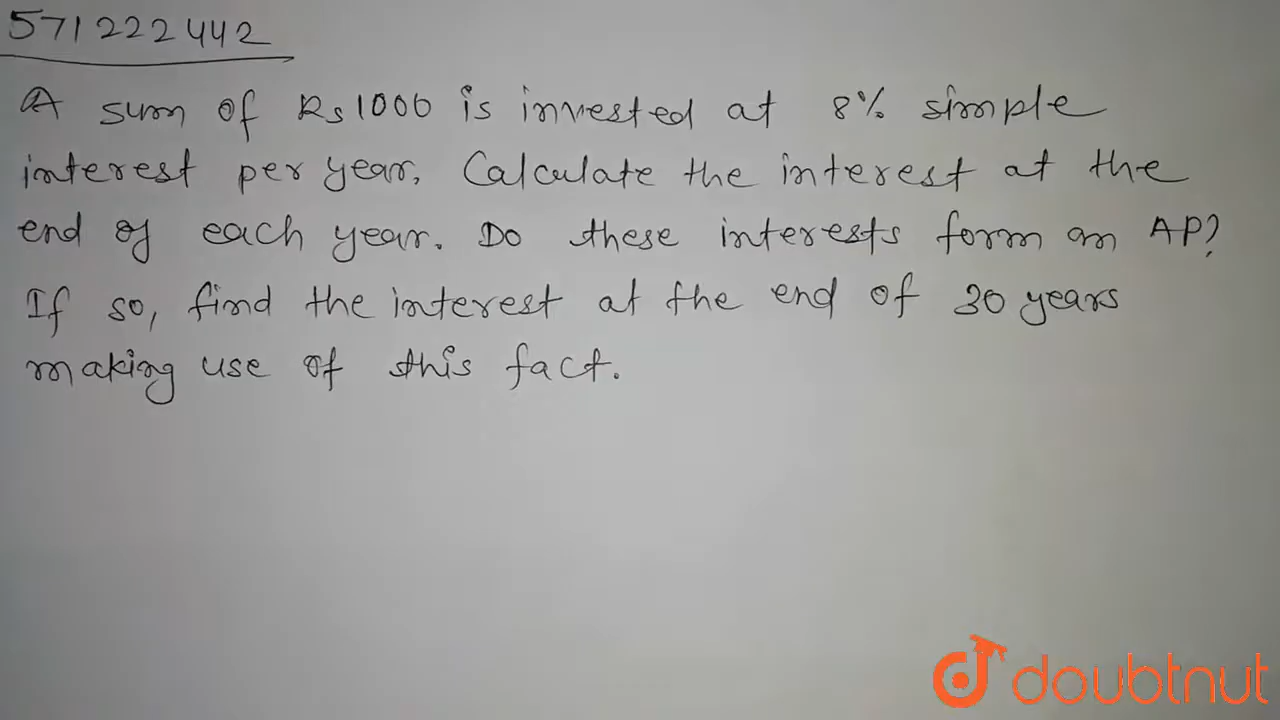 571222442
A sum of Rs 1000 is invested at 8% simple
interest per year. Calculate the interest at the
end of each year. Do these interests form an AP?
If so, find the interest at the end of 30 years
making use of this fact.
doubtnut